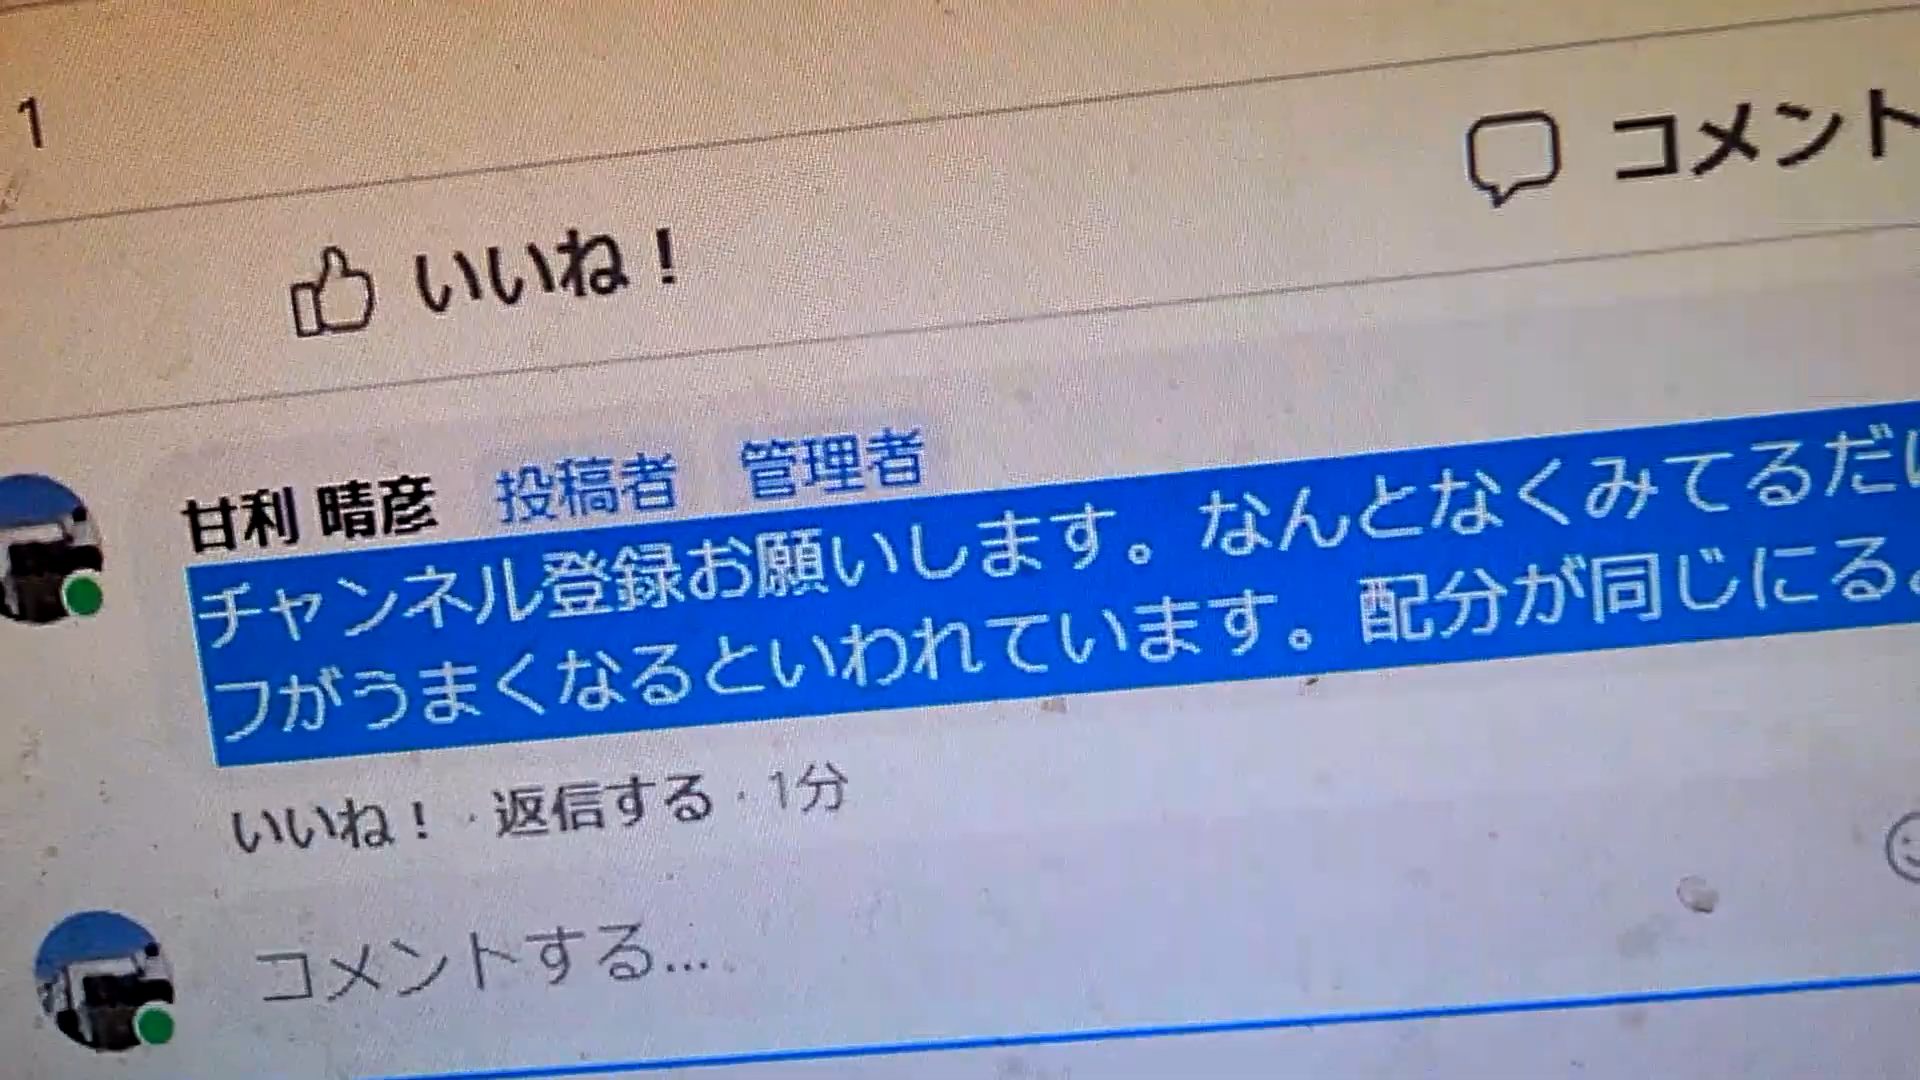 1
いいね！
コメント
甘利 晴彦 投稿者 管理者
チャンネル登録お願いします。なんとなくみてるだ
フがうまくなるといわれています。配分が同じにる。
いいね！・返信する・1分
コメントする...